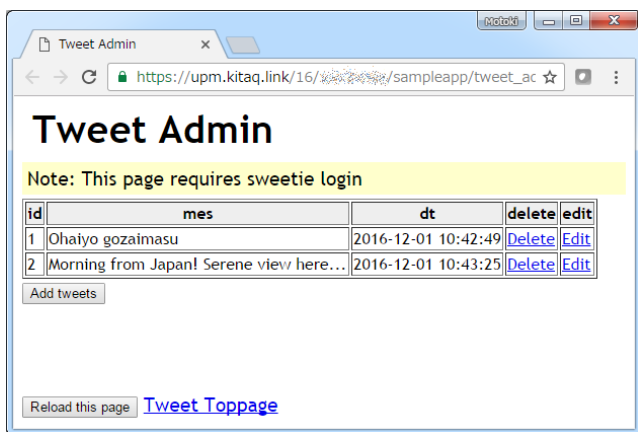 Motoki
Tweet Admin
https://upm.kitaq.link/16/ /sampleapp/tweet_ac
Tweet Admin
Note: This page requires sweetie login
id mes dt delete edit
1 Ohaiyo gozaimasu 2016-12-01 10:42:49 Delete Edit
2 Morning from Japan! Serene view here... 2016-12-01 10:43:25 Delete Edit
Add tweets
Reload this page Tweet Toppage